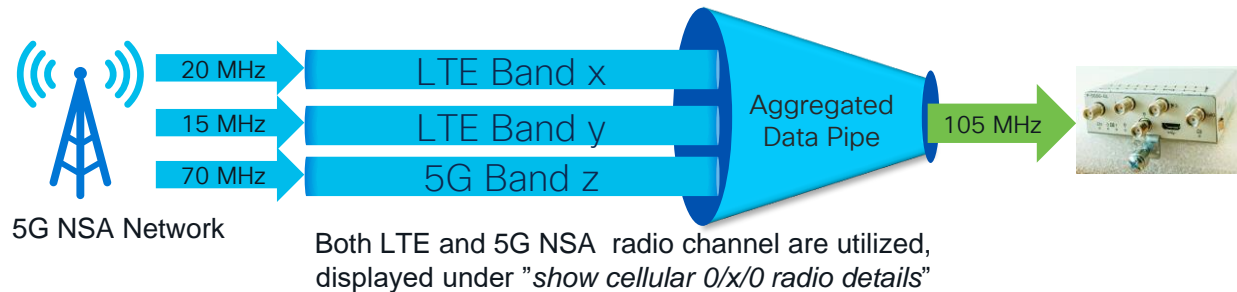 20 MHz
LTE Band x
15 MHz
LTE Band y
70 MHz
5G Band z
Aggregated
Data Pipe
105 MHz
5G NSA Network
Both LTE and 5G NSA radio channel are utilized,
displayed under ”show cellular 0/x/0 radio details”